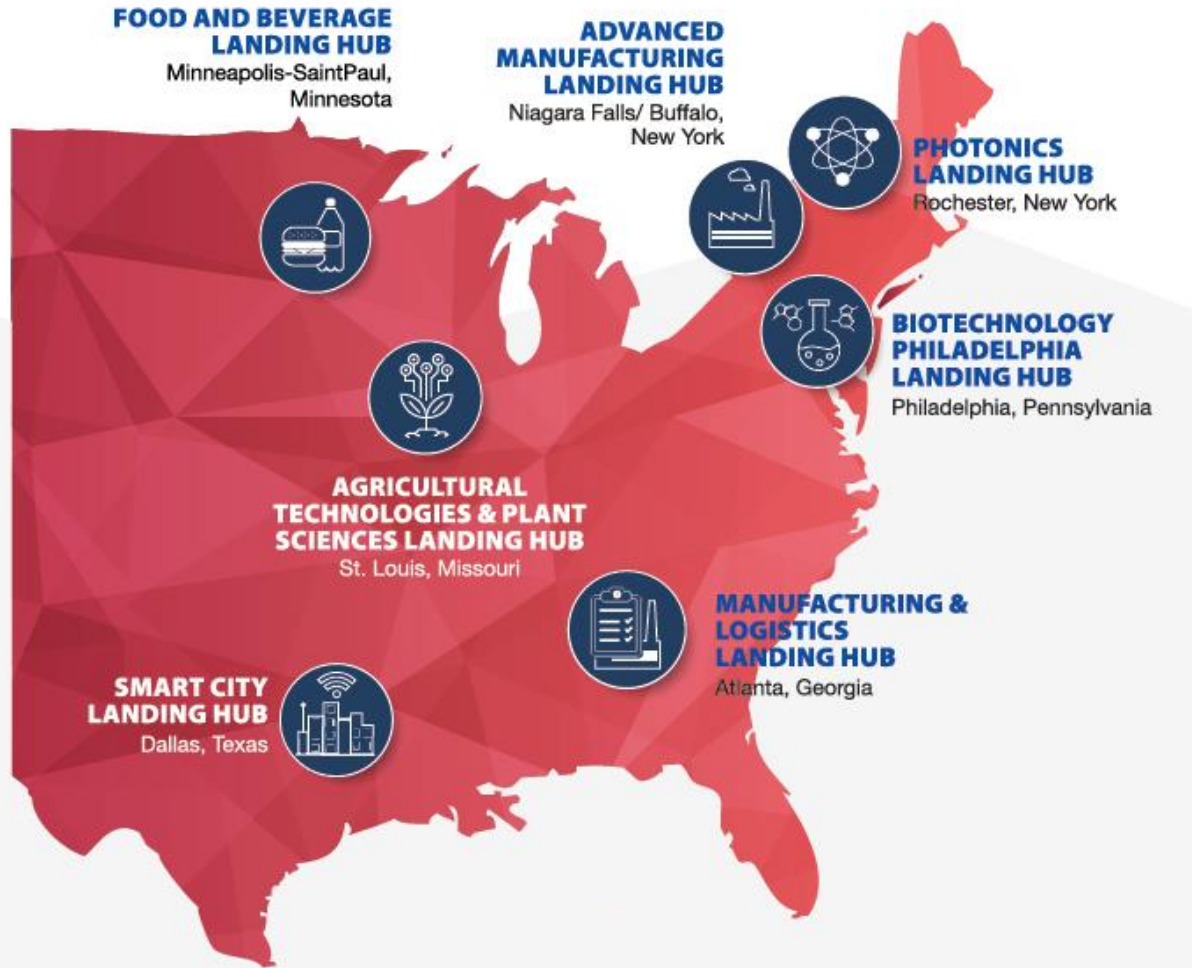 FOOD AND BEVERAGE
LANDING HUB
Minneapolis-SaintPaul,
Minnesota
ADVANCED
MANUFACTURING
LANDING HUB
Niagara Falls/ Buffalo,
New York
PHOTONICS
LANDING HUB
Rochester, New York
BIOTECHNOLOGY
PHILADELPHIA
LANDING HUB
Philadelphia, Pennsylvania
AGRICULTURAL
TECHNOLOGIES & PLANT
SCIENCES LANDING HUB
St. Louis, Missouri
MANUFACTURING &
LOGISTICS
LANDING HUB
Atlanta, Georgia
SMART CITY
LANDING HUB
Dallas, Texas